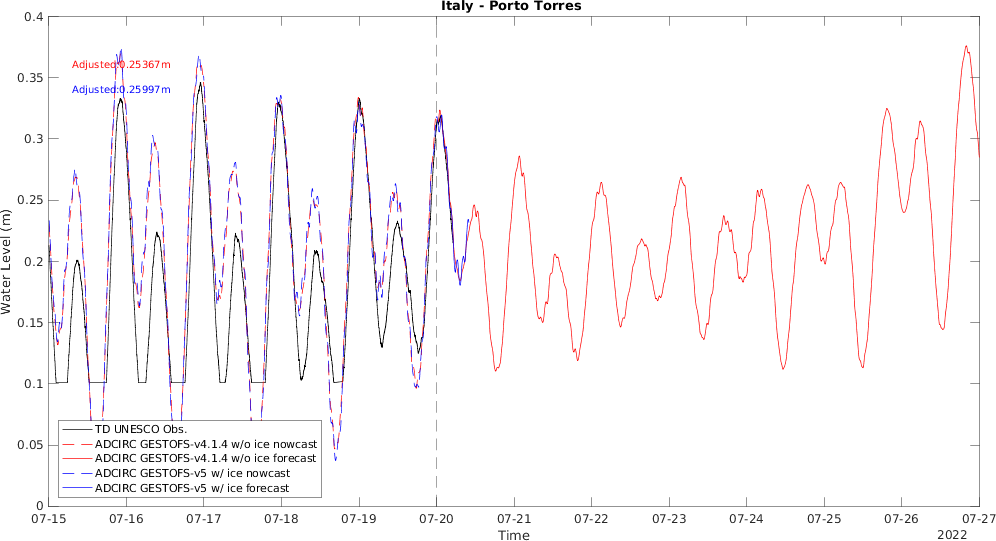 Italy - Porto Torres
0.4
0.35
0.3
0.25
0.2
0.15
0.1
0.05
0
Water Level (m)
Adjusted:0.25367m
Adjusted:0.25997m
TD UNESCO Obs.
ADCIRC GESTOFS-v4.1.4 w/o ice nowcast
ADCIRC GESTOFS-v4.1.4 w/o ice forecast
ADCIRC GESTOFS-v5 w/ ice nowcast
ADCIRC GESTOFS-v5 w/ ice forecast
07-15 07-16 07-17 07-18 07-19 07-20 07-21 07-22 07-23 07-24 07-25 07-26 07-27
Time
2022